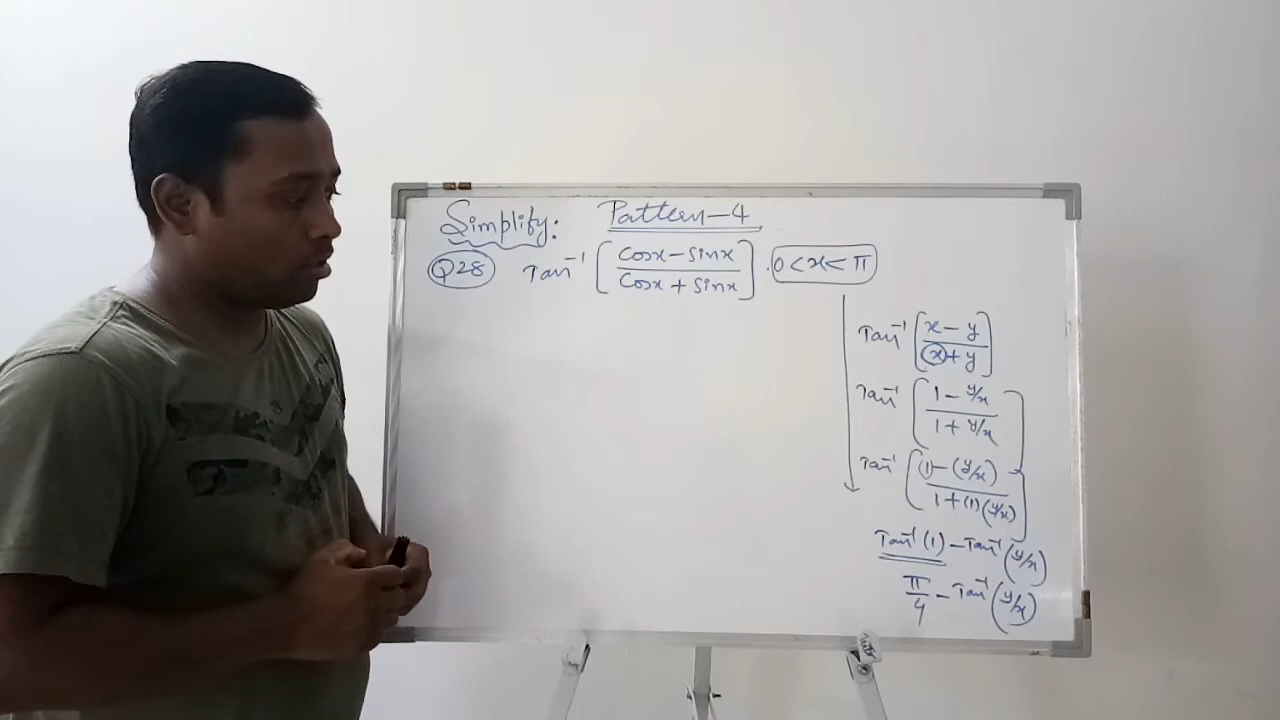 Simplify: Pattern-4
Q28 Tan⁻¹ [ (cosx - sinx) / (cosx + sinx) ] . 0 < x < π
Tan⁻¹ [ (x - y) / (x + y) ]
Tan⁻¹ [ (1 - y/x) / (1 + y/x) ]
Tan⁻¹ [ ((1) - (y/x)) / (1 + (1)(y/x)) ]
Tan⁻¹(1) - Tan⁻¹(y/x)
π/4 - Tan⁻¹(y/x)